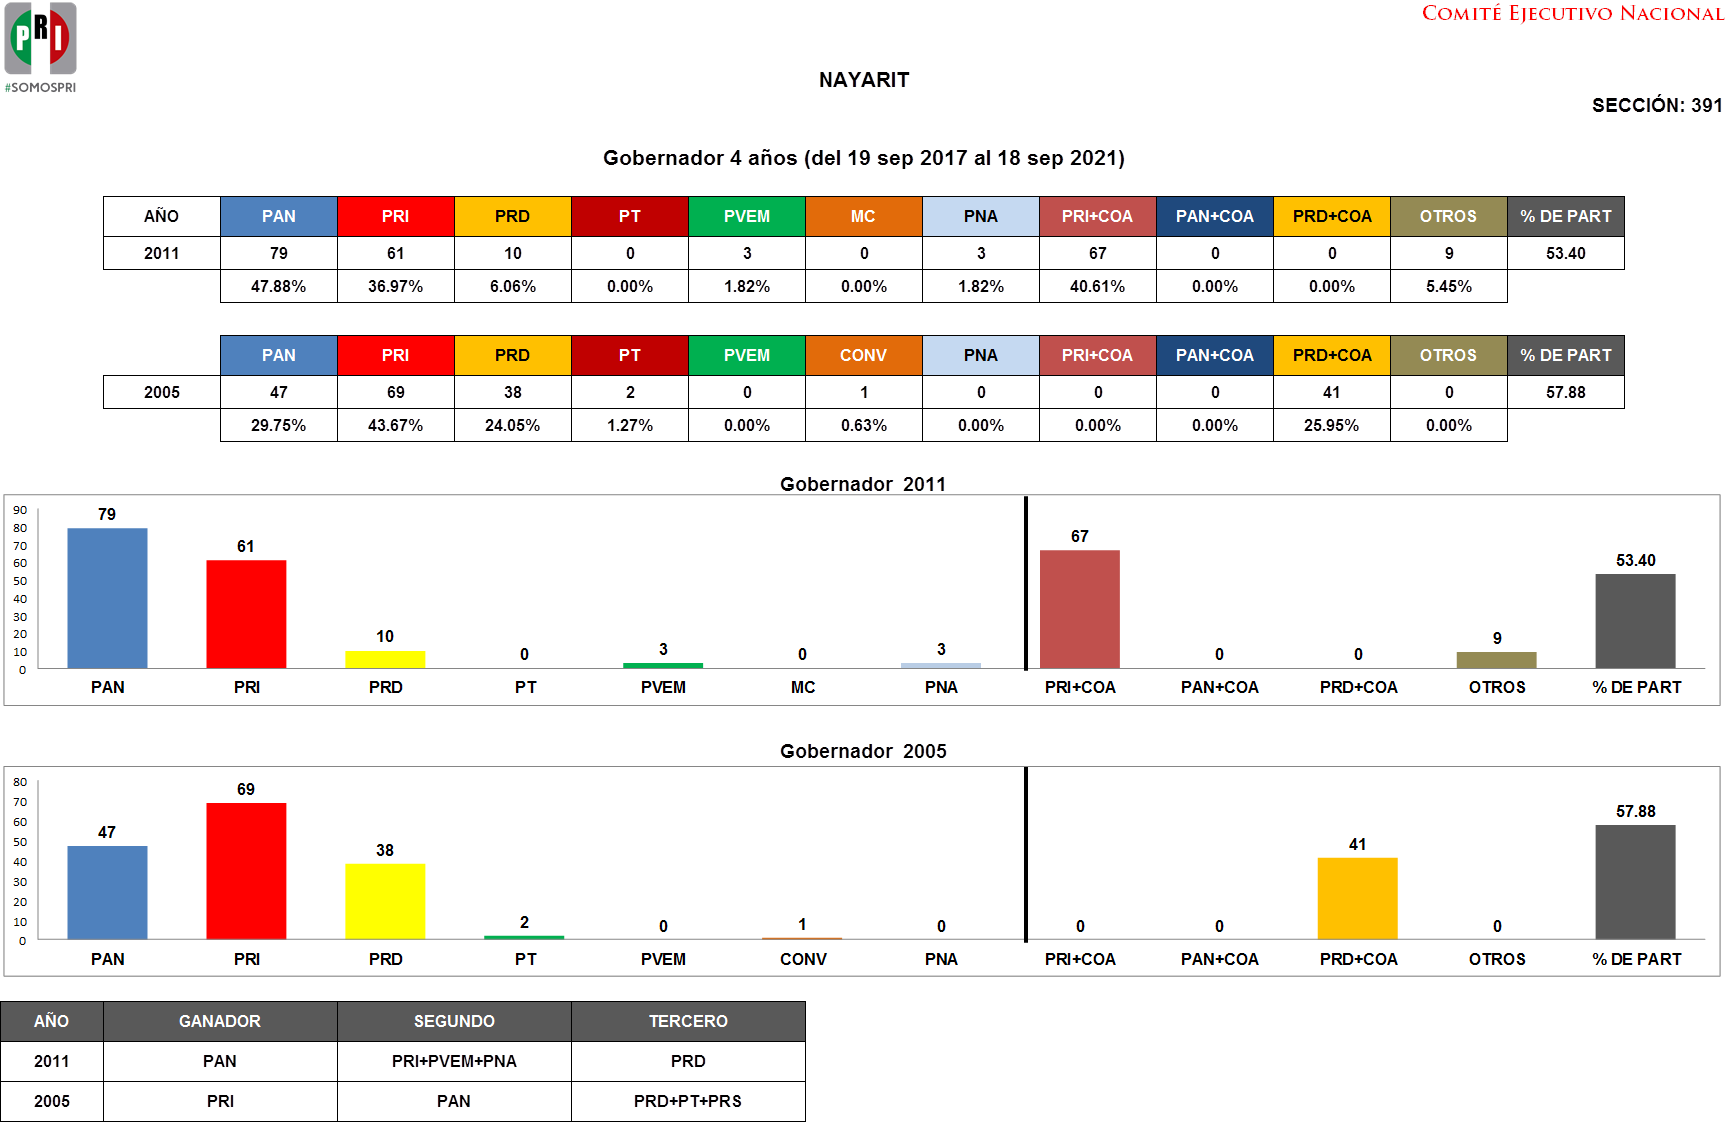 PRI
#SOMOSPRI
COMITÉ EJECUTIVO NACIONAL
NAYARIT
SECCIÓN: 391
Gobernador 4 años (del 19 sep 2017 al 18 sep 2021)
AÑO PAN PRI PRD PT PVEM MC PNA PRI+COA PAN+COA PRD+COA OTROS % DE PART
2011 79 61 10 0 3 0 3 67 0 0 9 53.40
47.88% 36.97% 6.06% 0.00% 1.82% 0.00% 1.82% 40.61% 0.00% 0.00% 5.45%
PAN PRI PRD PT PVEM CONV PNA PRI+COA PAN+COA PRD+COA OTROS % DE PART
2005 47 69 38 2 0 1 0 0 0 41 0 57.88
29.75% 43.67% 24.05% 1.27% 0.00% 0.63% 0.00% 0.00% 0.00% 25.95% 0.00%
Gobernador 2011
90
80
70
60
50
40
30
20
10
0
79 61 10 0 3 0 3 67 0 0 9 53.40
PAN PRI PRD PT PVEM MC PNA PRI+COA PAN+COA PRD+COA OTROS % DE PART
Gobernador 2005
80
70
60
50
40
30
20
10
0
47 69 38 2 0 1 0 0 0 41 0 57.88
PAN PRI PRD PT PVEM CONV PNA PRI+COA PAN+COA PRD+COA OTROS % DE PART
AÑO GANADOR SEGUNDO TERCERO
2011 PAN PRI+PVEM+PNA PRD
2005 PRI PAN PRD+PT+PRS